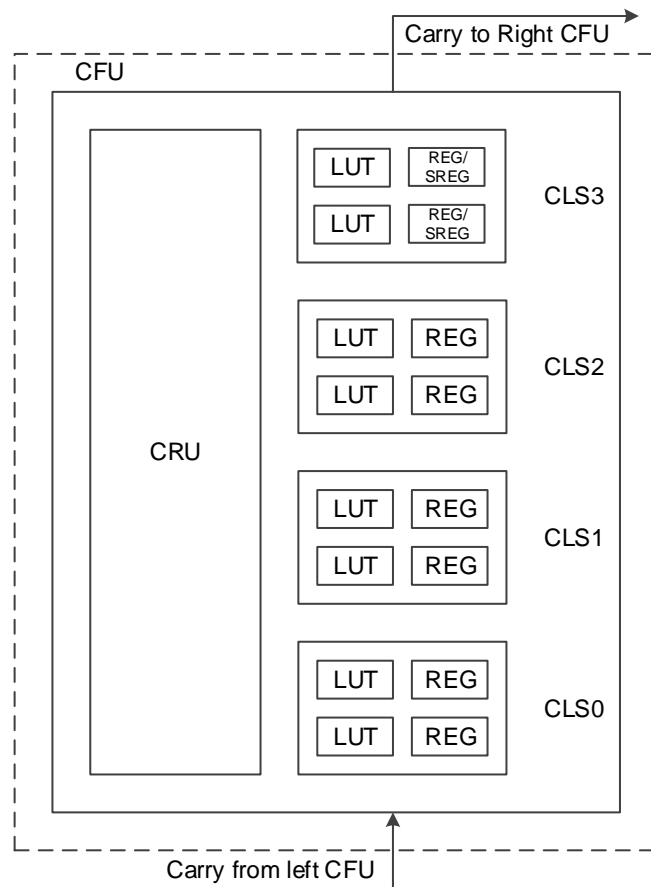 Carry to Right CFU
CFU
LUT
REG/
SREG
LUT
REG/
SREG
CLS3
LUT
REG
LUT
REG
CLS2
CRU
LUT
REG
LUT
REG
CLS1
LUT
REG
LUT
REG
CLS0
Carry from left CFU